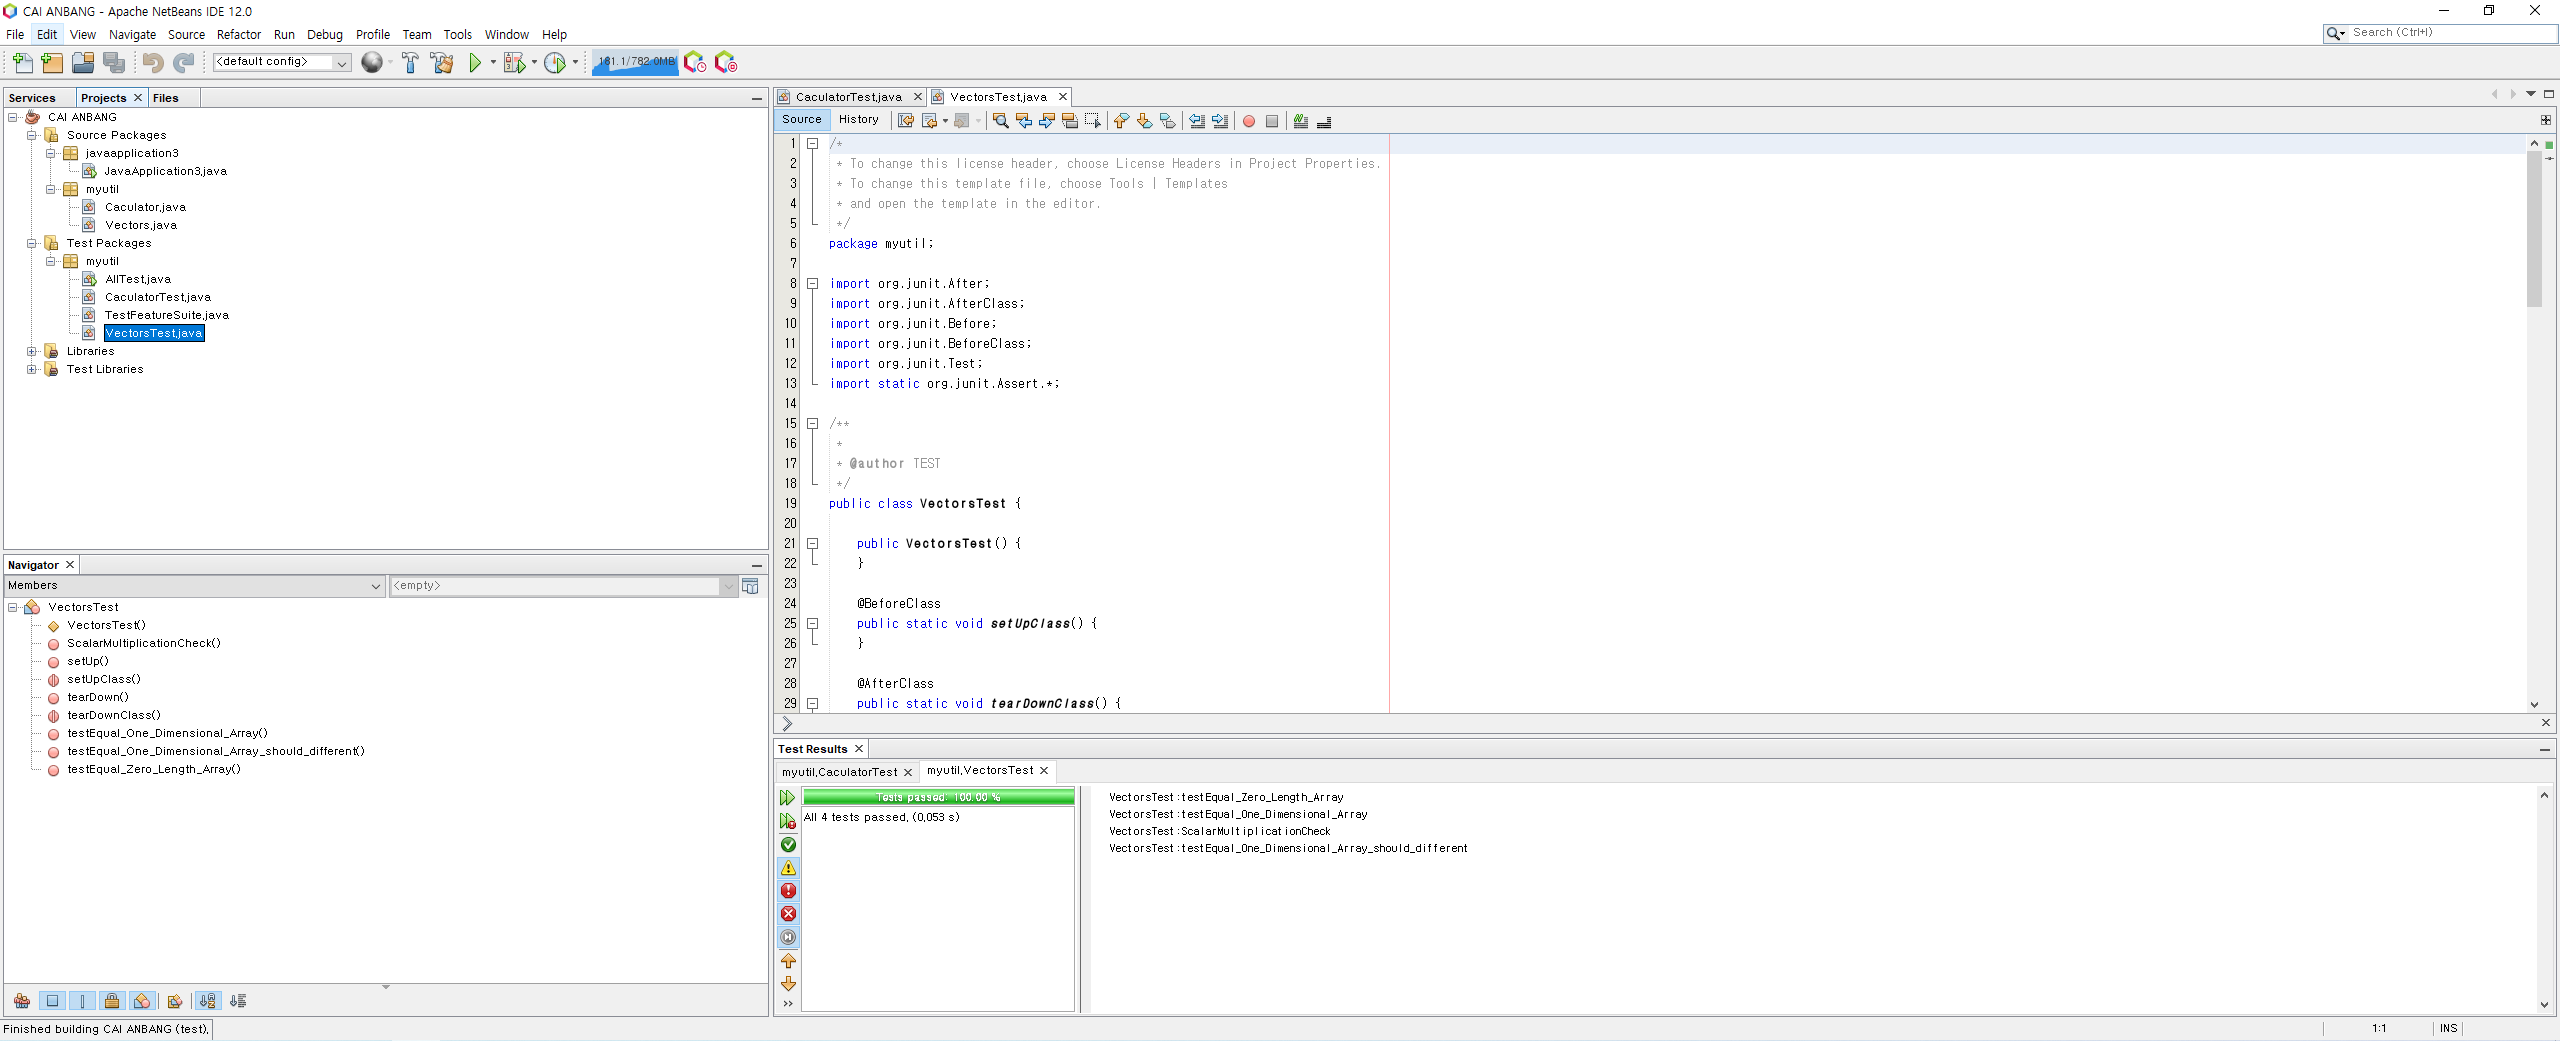 CAI ANBANG - Apache NetBeans IDE 12.0
File Edit View Navigate Source Refactor Run Debug Profile Team Tools Window Help
Search (Ctrl+I)
<default config>
161.1/782.0MB
Services Projects Files
CAI ANBANG
Source Packages
javaapplication3
JavaApplication3.java
myutil
Caculator.java
Vectors.java
Test Packages
myutil
AllTest.java
CaculatorTest.java
TestFeatureSuite.java
VectorsTest.java
Libraries
Test Libraries
Navigator
Members
<empty>
VectorsTest
VectorsTest()
ScalarMultiplicationCheck()
setUp()
setUpClass()
tearDown()
tearDownClass()
testEqual_One_Dimensional_Array()
testEqual_One_Dimensional_Array_should_different()
testEqual_Zero_Length_Array()
CaculatorTest.java VectorsTest.java
Source History
1 /*
2 * To change this license header, choose License Headers in Project Properties.
3 * To change this template file, choose Tools | Templates
4 * and open the template in the editor.
5 */
6 package myutil;
7
8 import org.junit.After;
9 import org.junit.AfterClass;
10 import org.junit.Before;
11 import org.junit.BeforeClass;
12 import org.junit.Test;
13 import static org.junit.Assert.*;
14
15 /**
16 *
17 * @author TEST
18 */
19 public class VectorsTest {
20
21 public VectorsTest() {
22 }
23
24 @BeforeClass
25 public static void setUpClass() {
26 }
27
28 @AfterClass
29 public static void tearDownClass() {
Test Results
myutil.CaculatorTest myutil.VectorsTest
Tests passed: 100.00 %
All 4 tests passed. (0.053 s)
VectorsTest:testEqual_Zero_Length_Array
VectorsTest:testEqual_One_Dimensional_Array
VectorsTest:ScalarMultiplicationCheck
VectorsTest:testEqual_One_Dimensional_Array_should_different
Finished building CAI ANBANG (test).
1:1 INS